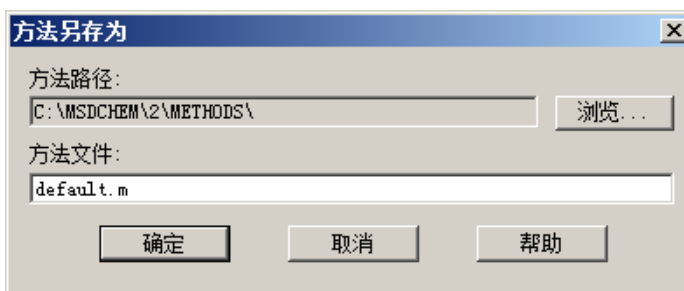 方法另存为
方法路径:
C:\MSDCHEM\2\METHODS\
浏览...
方法文件:
default.m
确定 取消 帮助